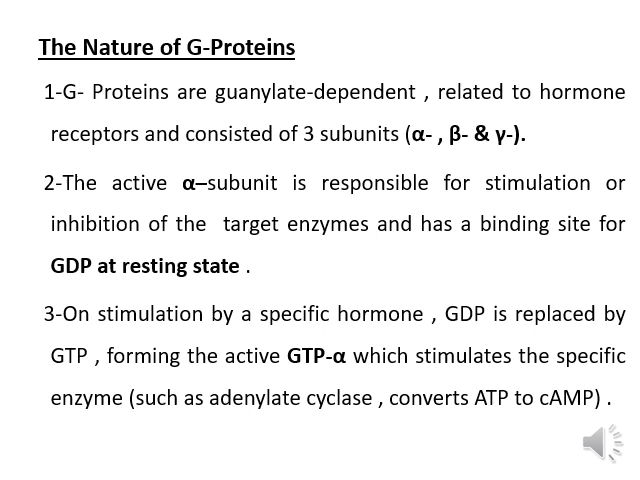 The Nature of G-Proteins
1-G- Proteins are guanylate-dependent , related to hormone
receptors and consisted of 3 subunits (α- , β- & γ-).
2-The active α–subunit is responsible for stimulation or
inhibition of the target enzymes and has a binding site for
GDP at resting state .
3-On stimulation by a specific hormone , GDP is replaced by
GTP , forming the active GTP-α which stimulates the specific
enzyme (such as adenylate cyclase , converts ATP to cAMP) .